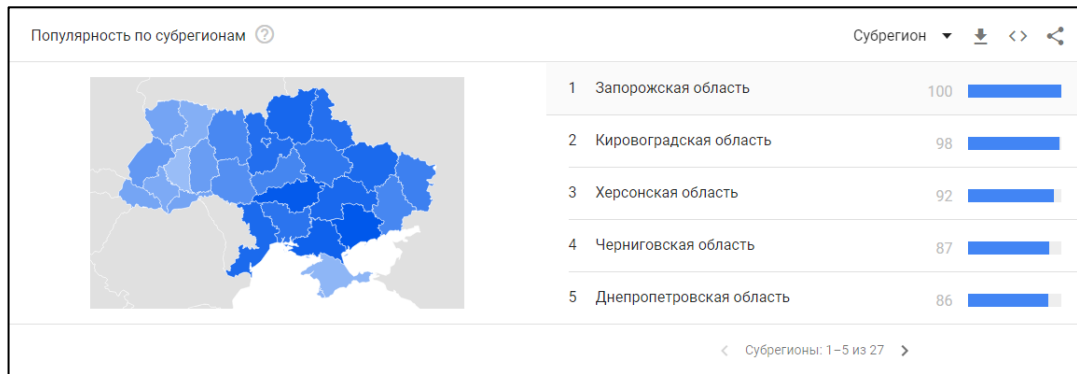 Популярность по субрегионам ?
Субрегион
1 Запорожская область 100
2 Кировоградская область 98
3 Херсонская область 92
4 Черниговская область 87
5 Днепропетровская область 86
Субрегионы: 1–5 из 27